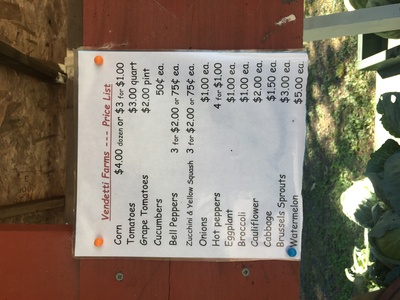 Vendetti Farms --- Price List
Corn $4.00 dozen or $3 for $1.00
Tomatoes $3.00 quart
Grape Tomatoes $2.00 pint
Cucumbers 50¢ ea.
Bell Peppers 3 for $2.00 or 75¢ ea.
Zucchini & Yellow Squash 3 for $2.00 or 75¢ ea.
Onions $1.00 ea.
Hot peppers 4 for $1.00
Eggplant $1.00 ea.
Broccoli $1.00 ea.
Cauliflower $2.00 ea.
Cabbage $1.50 ea.
Brussels Sprouts $3.00 ea.
Watermelon $5.00 ea.